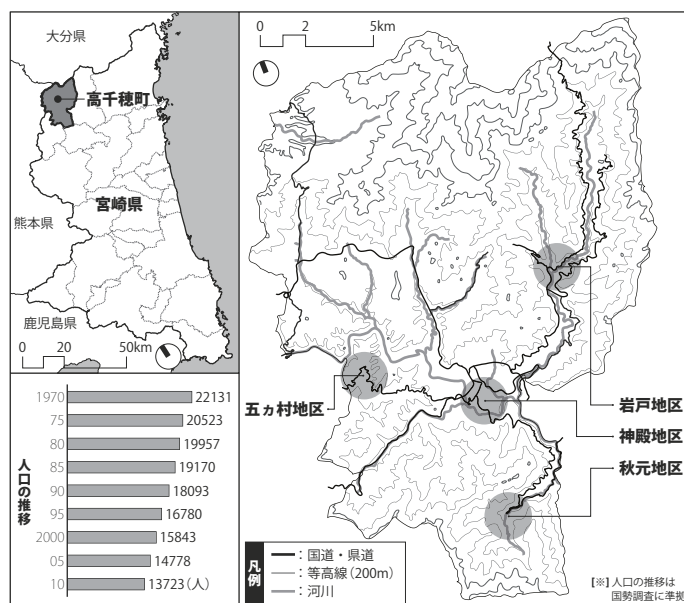 大分県
高千穂町
宮崎県
熊本県
鹿児島県
0 20 50km
人口の推移
1970 22131
75 20523
80 19957
85 19170
90 18093
95 16780
2000 15843
05 14778
10 13723(人)
0 2 5km
五ヵ村地区
岩戸地区
神殿地区
秋元地区
凡例
:国道・県道
:等高線(200m)
:河川
[※]人口の推移は
国勢調査に準拠